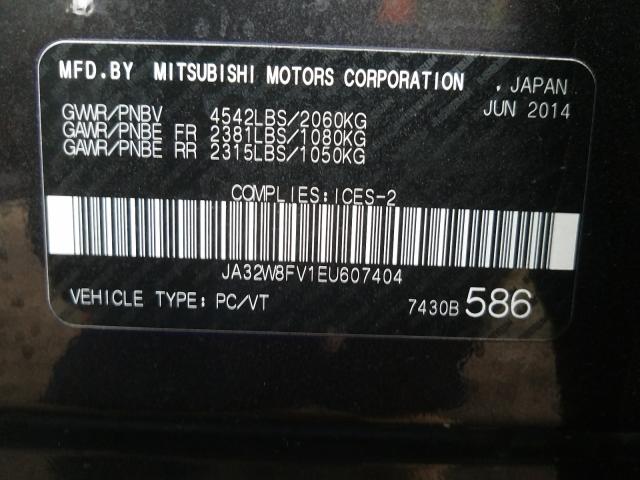 MFD.BY MITSUBISHI MOTORS CORPORATION , JAPAN
JUN 2014
GWR/PNBV 4542LBS/2060KG
GAWR/PNBE FR 2381LBS/1080KG
GAWR/PNBE RR 2315LBS/1050KG
COMPLIES:ICES-2
JA32W8FV1EU607404
VEHICLE TYPE: PC/VT 7430B 586